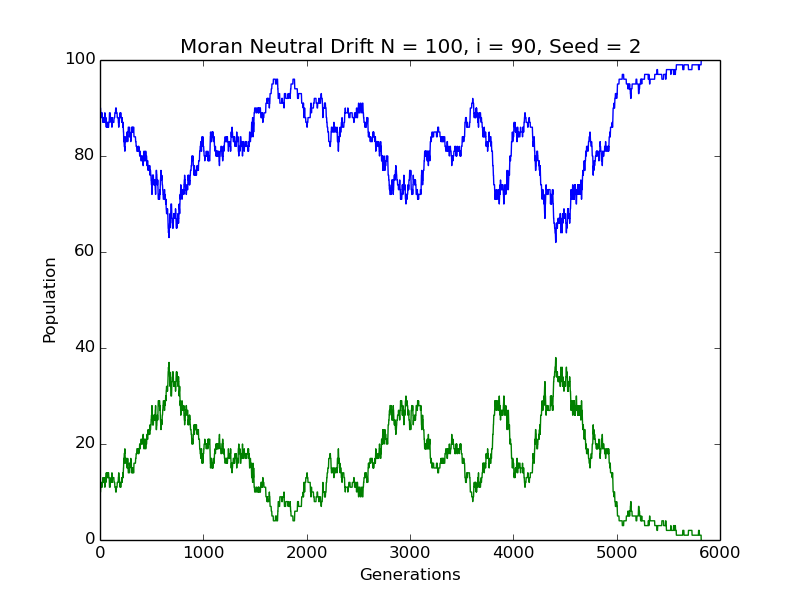 Moran Neutral Drift N = 100, i = 90, Seed = 2
100
80
60
40
20
0
Population
0 1000 2000 3000 4000 5000 6000
Generations